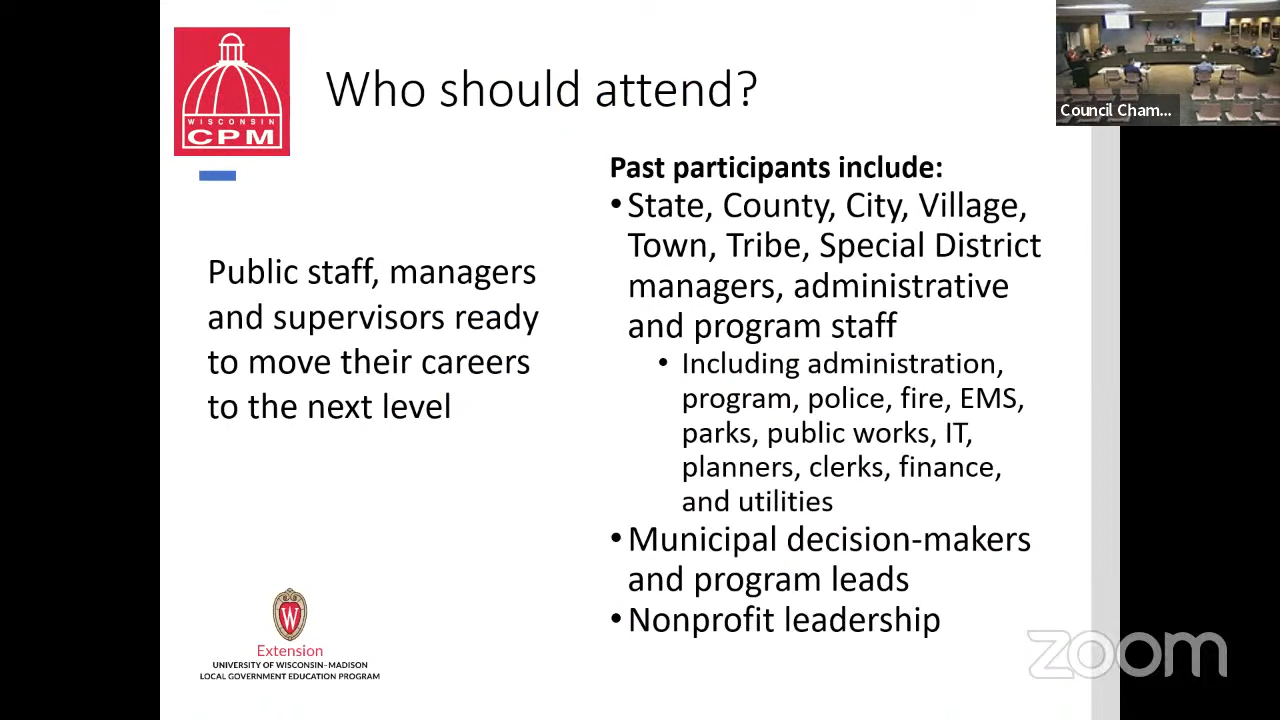 WISCONSIN
CPM
Who should attend?
Council Cham...
Public staff, managers
and supervisors ready
to move their careers
to the next level
Past participants include:
• State, County, City, Village,
Town, Tribe, Special District
managers, administrative
and program staff
• Including administration,
program, police, fire, EMS,
parks, public works, IT,
planners, clerks, finance,
and utilities
• Municipal decision-makers
and program leads
• Nonprofit leadership
W
Extension
UNIVERSITY OF WISCONSIN–MADISON
LOCAL GOVERNMENT EDUCATION PROGRAM
zoom